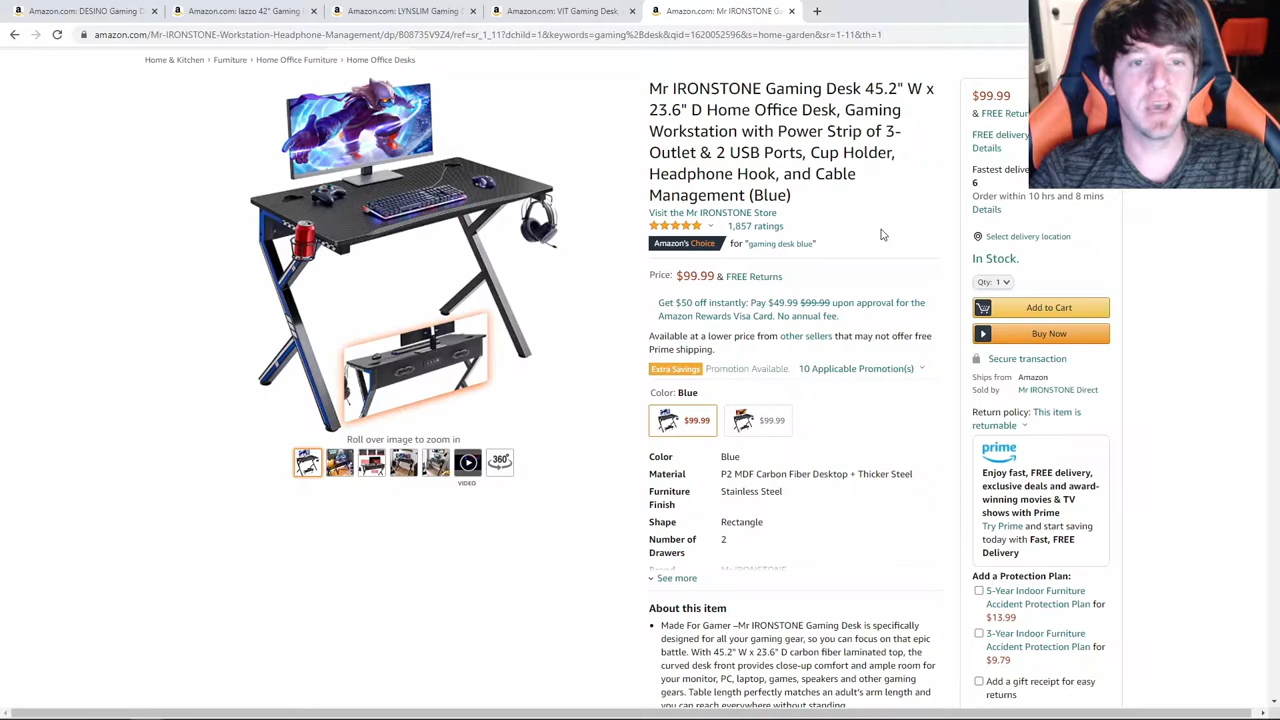 Amazon.com: DESINO Gaming D
Amazon.com: Iazzo 42" Gaming
Amazon.com: LYNSLIM Gaming
Amazon.com: VIT Gaming Desk,
Amazon.com: Mr IRONSTONE Ga
amazon.com/Mr-IRONSTONE-Workstation-Headphone-Management/dp/B08735V9Z4/ref=sr_1_11?dchild=1&keywords=gaming%2Bdesk&qid=1620052596&s=home-garden&sr=1-11&th=1
Home & Kitchen › Furniture › Home Office Furniture › Home Office Desks
Mr IRONSTONE Gaming Desk 45.2" W x
23.6" D Home Office Desk, Gaming
Workstation with Power Strip of 3-
Outlet & 2 USB Ports, Cup Holder,
Headphone Hook, and Cable
Management (Blue)
Visit the Mr IRONSTONE Store
1,857 ratings
Amazon's Choice for "gaming desk blue"
Price: $99.99 & FREE Returns
Get $50 off instantly: Pay $49.99 $99.99 upon approval for the
Amazon Rewards Visa Card. No annual fee.
Available at a lower price from other sellers that may not offer free
Prime shipping.
Extra Savings Promotion Available. 10 Applicable Promotion(s)
Color: Blue
$99.99
$99.99
Color Blue
Material P2 MDF Carbon Fiber Desktop + Thicker Steel
Furniture Stainless Steel
Finish
Shape Rectangle
Number of 2
Drawers
Brand Mr IRONSTONE
See more
About this item
Made For Gamer –Mr IRONSTONE Gaming Desk is specifically
designed for all your gaming gear, so you can focus on that epic
battle. With 45.2" W x 23.6" D carbon fiber laminated top, the
curved desk front provides close-up comfort and ample room for
your monitor, PC, laptop, games, speakers and other gaming
gears. Table length perfectly matches an adult's arm length and
you can reach everywhere without standing.
Roll over image to zoom in
VIDEO
360°
$99.99
& FREE Retur
FREE delivery
Details
Fastest delive
6
Order within 10 hrs and 8 mins
Details
Select delivery location
In Stock.
Qty: 1
Add to Cart
Buy Now
Secure transaction
Ships from Amazon
Sold by Mr IRONSTONE Direct
Return policy: This item is
returnable
prime
Enjoy fast, FREE delivery,
exclusive deals and award-
winning movies & TV
shows with Prime
Try Prime and start saving
today with Fast, FREE
Delivery
Add a Protection Plan:
5-Year Indoor Furniture
Accident Protection Plan for
$13.99
3-Year Indoor Furniture
Accident Protection Plan for
$9.79
Add a gift receipt for easy
returns